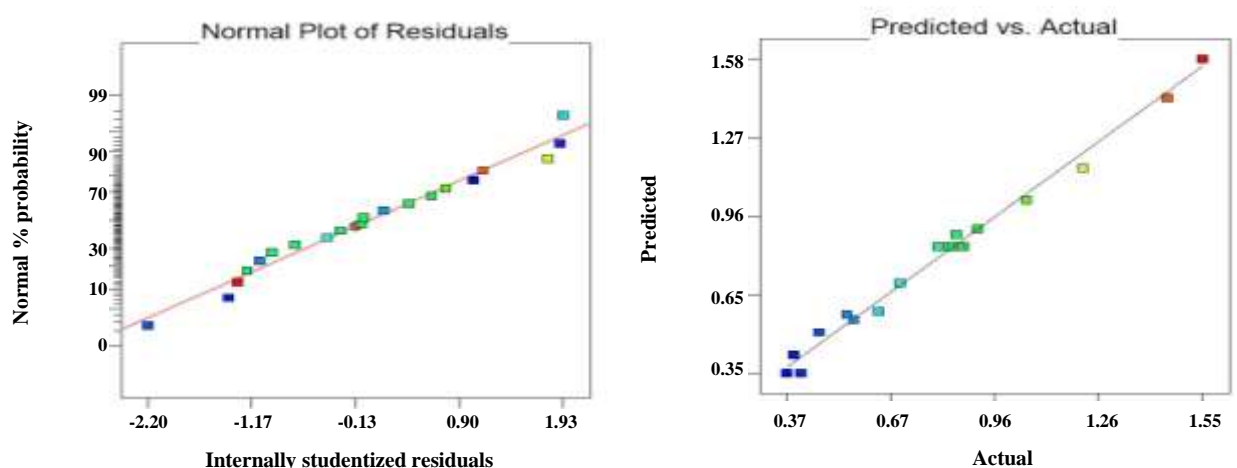 Normal Plot of Residuals
Normal % probability
99
90
70
30
10
0
-2.20 -1.17 -0.13 0.90 1.93
Internally studentized residuals
Predicted vs. Actual
Predicted
1.58
1.27
0.96
0.65
0.35
0.37 0.67 0.96 1.26 1.55
Actual